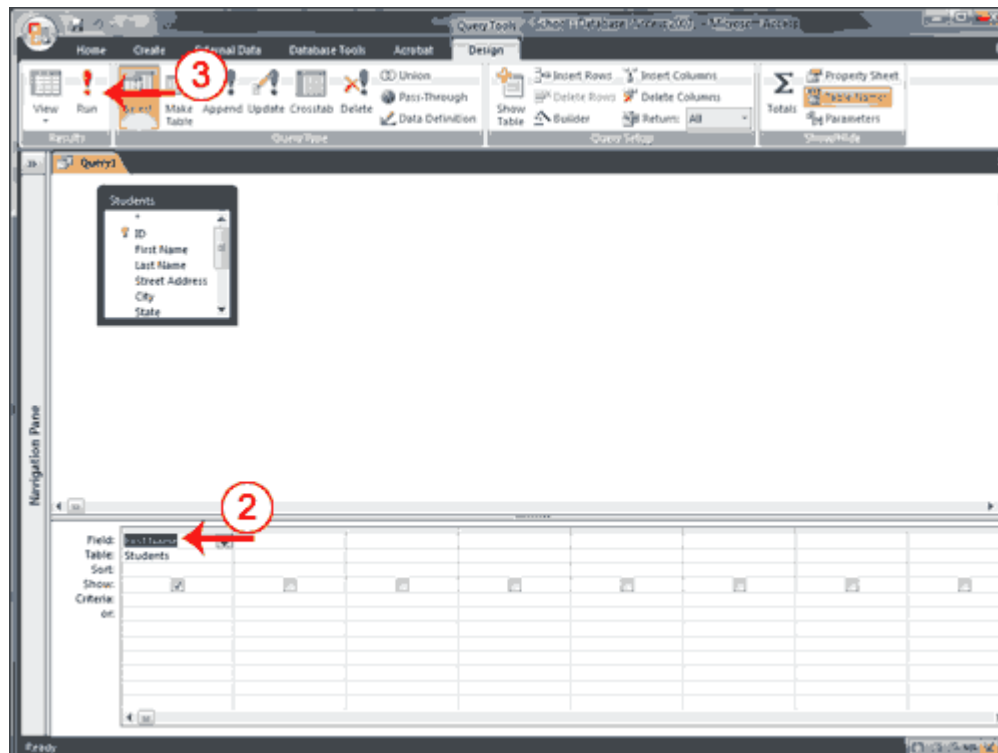 Query Tools School : Database (Access 2007) - Microsoft Access
Home Create External Data Database Tools Acrobat Design
3
View Run Select Make Table Append Update Crosstab Delete
Union
Pass-Through
Data Definition
Show Table
Insert Rows
Delete Rows
Builder
Insert Columns
Delete Columns
Return: All
Totals
Property Sheet
Table Names
Parameters
Results Query Type Query Setup Show/Hide
Query1
Students
*
ID
First Name
Last Name
Street Address
City
State
Navigation Pane
2
Field: First Name
Table: Students
Sort:
Show:
Criteria:
or:
Ready